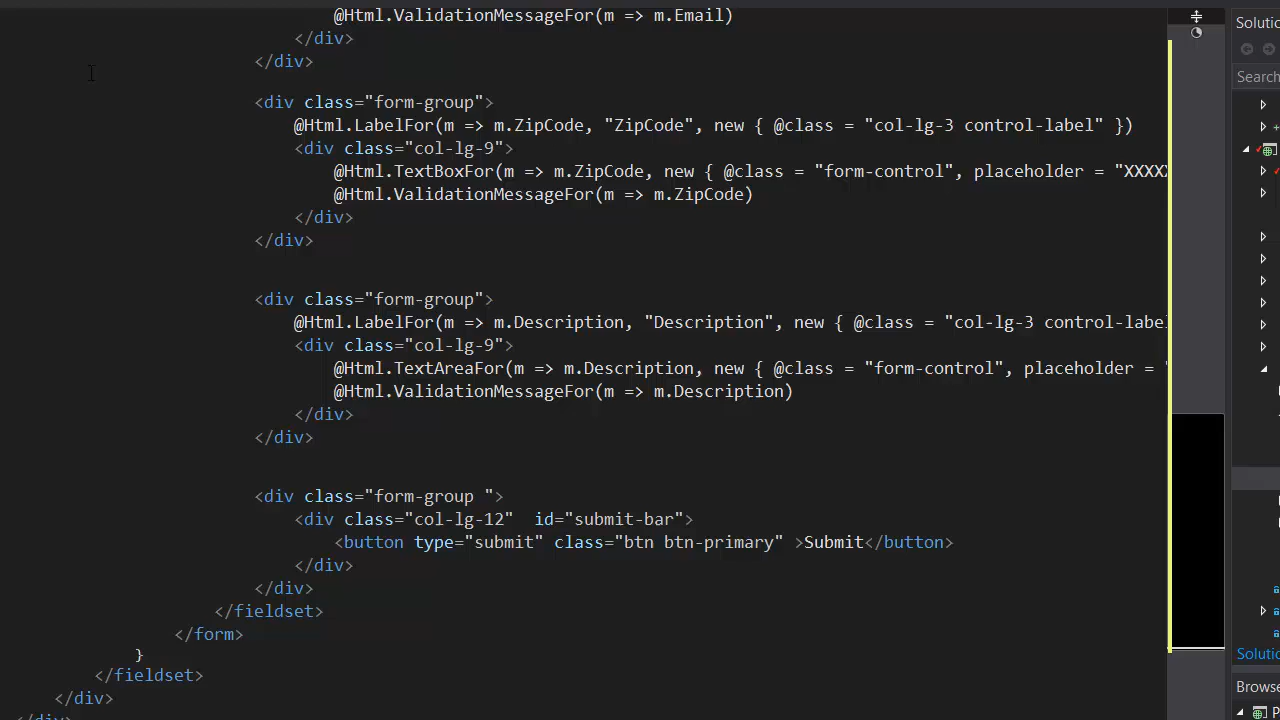 @Html.ValidationMessageFor(m => m.Email)
Solutio
</div>
</div>
Search
<div class="form-group">
@Html.LabelFor(m => m.ZipCode, "ZipCode", new { @class = "col-lg-3 control-label" })
<div class="col-lg-9">
@Html.TextBoxFor(m => m.ZipCode, new { @class = "form-control", placeholder = "XXXXX
@Html.ValidationMessageFor(m => m.ZipCode)
</div>
</div>
<div class="form-group">
@Html.LabelFor(m => m.Description, "Description", new { @class = "col-lg-3 control-label
<div class="col-lg-9">
@Html.TextAreaFor(m => m.Description, new { @class = "form-control", placeholder = "
@Html.ValidationMessageFor(m => m.Description)
</div>
</div>
<div class="form-group ">
<div class="col-lg-12"  id="submit-bar">
<button type="submit" class="btn btn-primary" >Submit</button>
</div>
</div>
</fieldset>
</form>
}
Solutio
</fieldset>
Browse
</div>
</div>